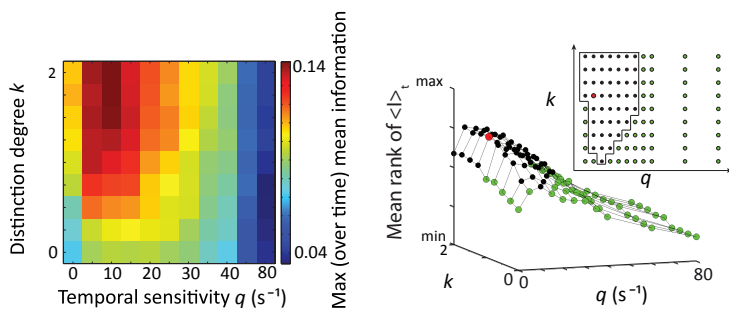 Distinction degree k
2
1
0
0
10
20
30
40
80
Temporal sensitivity q (s⁻¹)
0.14
0.04
Max (over time) mean information
Mean rank of <I>t
max
min
2
k
0
0
q (s⁻¹)
80
k
q